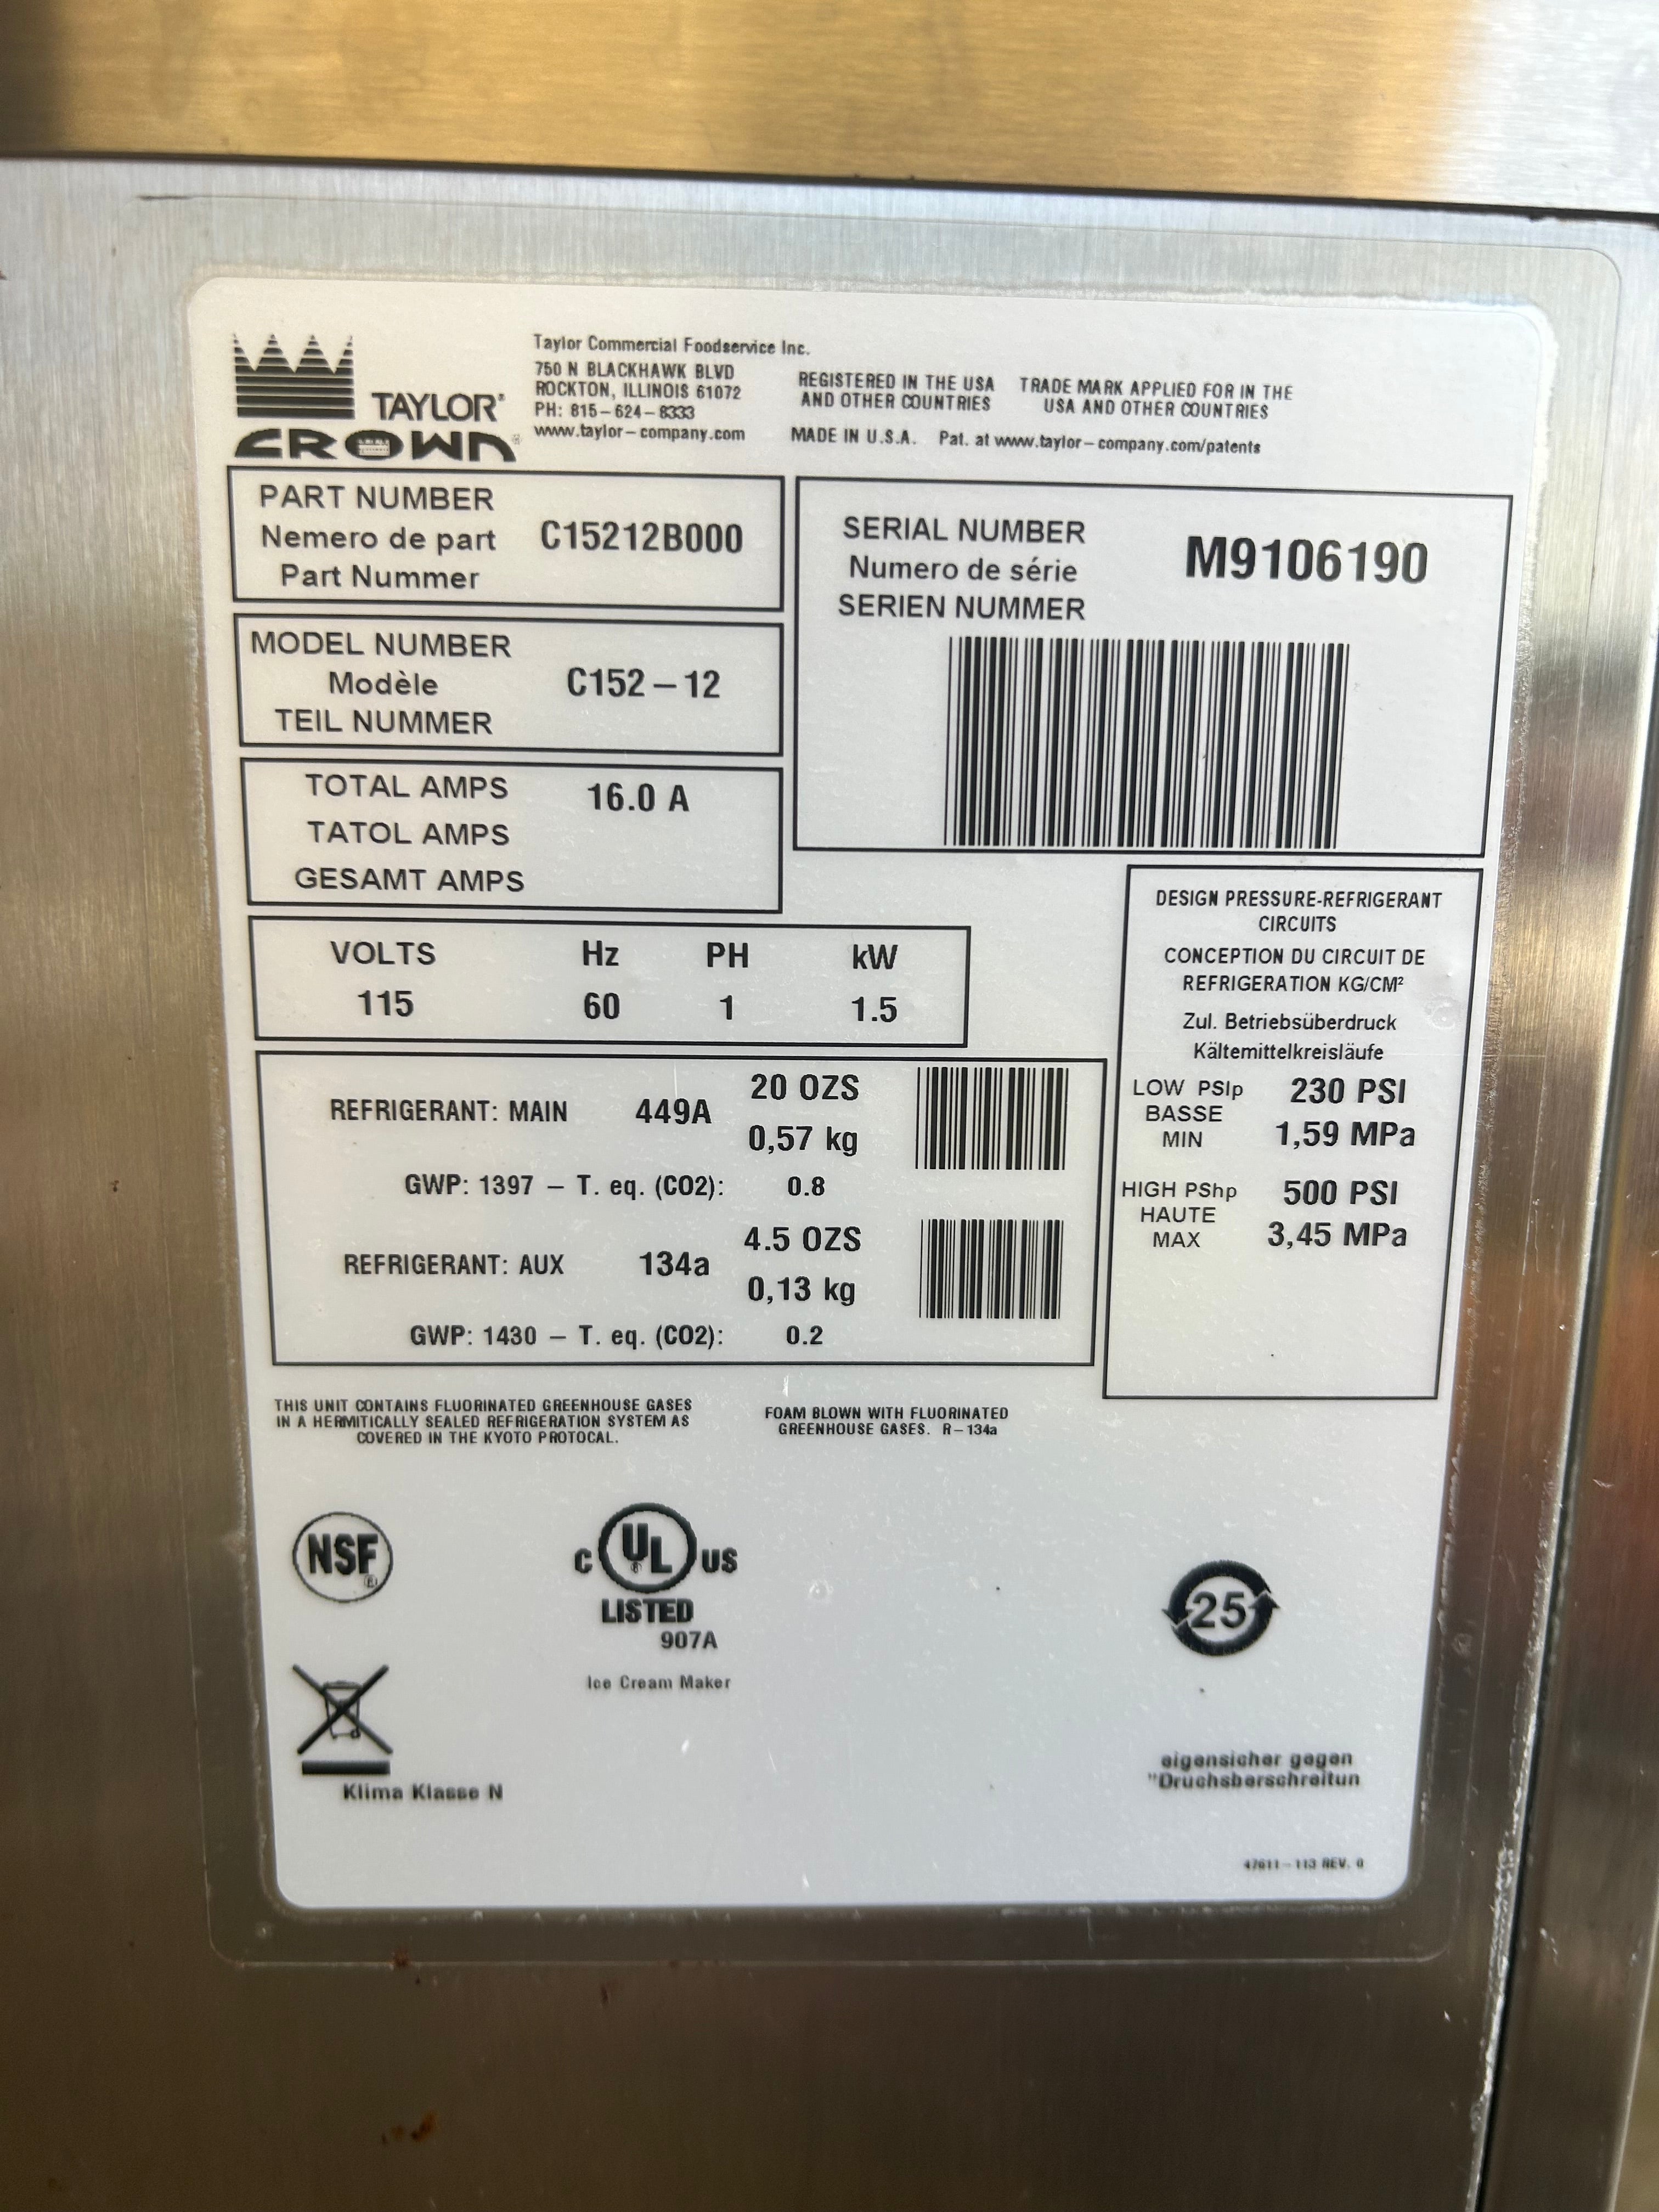 TAYLOR®
CROWN®
Taylor Commercial Foodservice Inc.
750 N BLACKHAWK BLVD
ROCKTON, ILLINOIS 61072
PH: 815-624-8333
www.taylor-company.com
REGISTERED IN THE USA
AND OTHER COUNTRIES
TRADE MARK APPLIED FOR IN THE
USA AND OTHER COUNTRIES
MADE IN U.S.A. Pat. at www.taylor-company.com/patents
PART NUMBER
Nemero de part C15212B000
Part Nummer
SERIAL NUMBER
Numero de série M9106190
SERIEN NUMMER
MODEL NUMBER
Modèle C152-12
TEIL NUMMER
TOTAL AMPS 16.0 A
TATOL AMPS
GESAMT AMPS
VOLTS Hz PH kW
115 60 1 1.5
REFRIGERANT: MAIN 449A 20 OZS
0,57 kg
GWP: 1397 - T. eq. (CO2): 0.8
REFRIGERANT: AUX 134a 4.5 OZS
0,13 kg
GWP: 1430 - T. eq. (CO2): 0.2
DESIGN PRESSURE-REFRIGERANT
CIRCUITS
CONCEPTION DU CIRCUIT DE
REFRIGERATION KG/CM²
Zul. Betriebsüberdruck
Kältemittelkreisläufe
LOW PSlp 230 PSI
BASSE
MIN 1,59 MPa
HIGH PShp 500 PSI
HAUTE
MAX 3,45 MPa
THIS UNIT CONTAINS FLUORINATED GREENHOUSE GASES
IN A HERMITICALLY SEALED REFRIGERATION SYSTEM AS
COVERED IN THE KYOTO PROTOCAL.
FOAM BLOWN WITH FLUORINATED
GREENHOUSE GASES. R-134a
NSF®
C UL® US
LISTED
907A
Ice Cream Maker
25
Klima Klasse N
eigensicher gegen
"Druchsberschreitun
47611-113 REV. 0